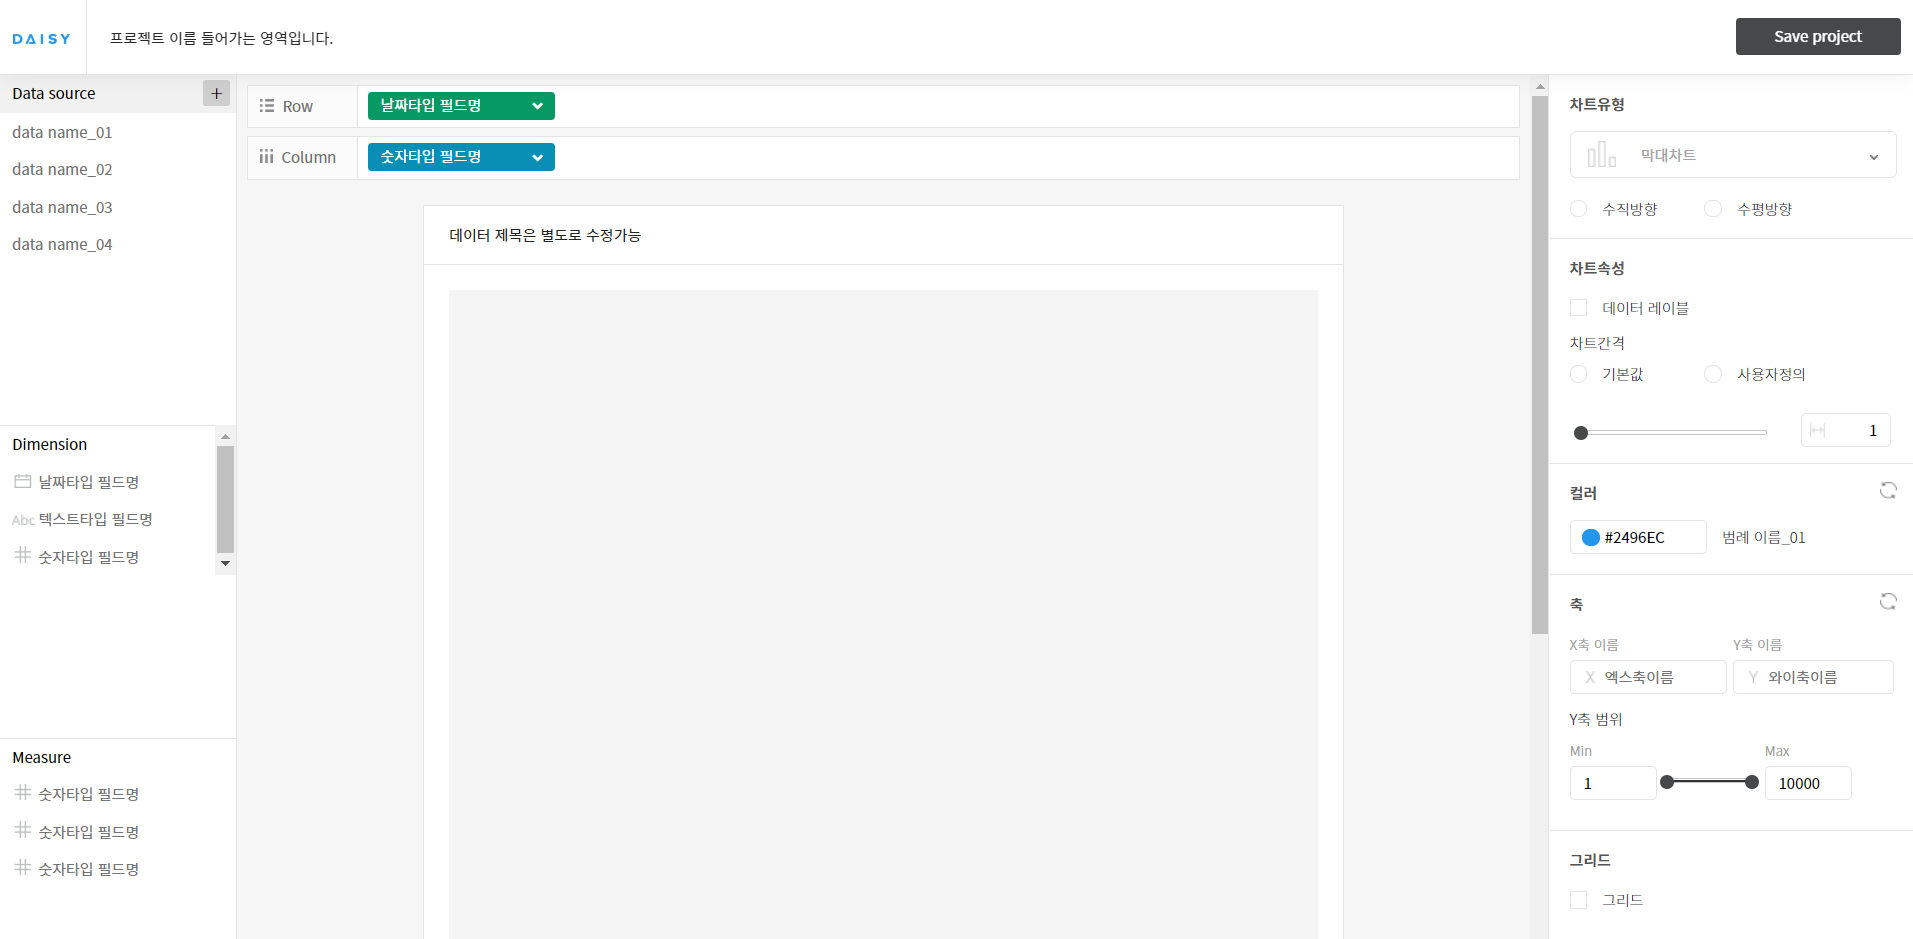 DAISY
프로젝트 이름 들어가는 영역입니다.
Save project
Data source
+
data name_01
data name_02
data name_03
data name_04
Dimension
날짜타입 필드명
Abc 텍스트타입 필드명
숫자타입 필드명
Measure
숫자타입 필드명
숫자타입 필드명
숫자타입 필드명
Row
날짜타입 필드명
Column
숫자타입 필드명
데이터 제목은 별도로 수정가능
차트유형
막대차트
수직방향
수평방향
차트속성
데이터 레이블
차트간격
기본값
사용자정의
1
컬러
#2496EC
범례 이름_01
축
X축 이름
Y축 이름
X 엑스축이름
Y 와이축이름
Y축 범위
Min
Max
1
10000
그리드
그리드